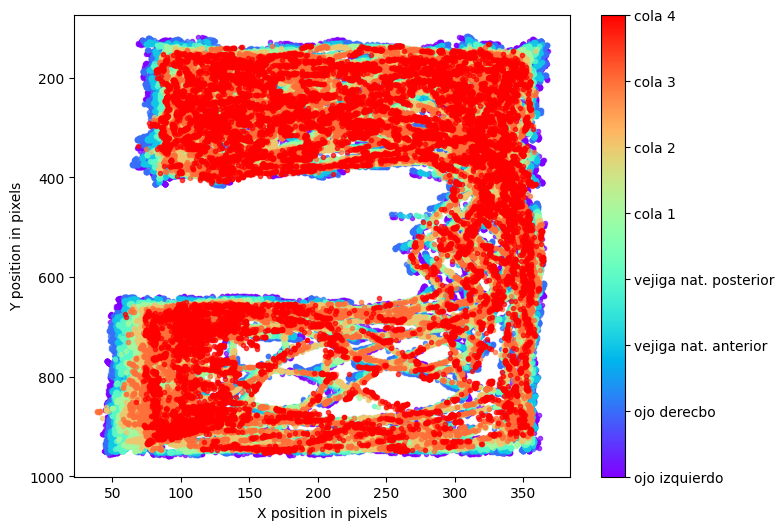 200
400
600
800
1000
Y position in pixels
50
100
150
200
250
300
350
X position in pixels
cola 4
cola 3
cola 2
cola 1
vejiga nat. posterior
vejiga nat. anterior
ojo derecbo
ojo izquierdo